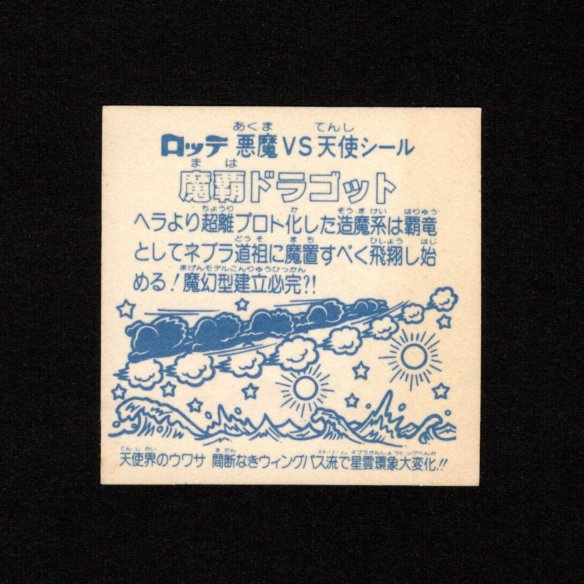 ロッテ 悪魔VS天使シール
魔覇ドラゴット
ヘラより超離プロト化した造魔系は覇竜
としてネブラ道祖に魔置すべく飛翔し始
める!魔幻型建立必完?!
天使界のウワサ 間断なきウィングバス流で星雲環象大変化!!